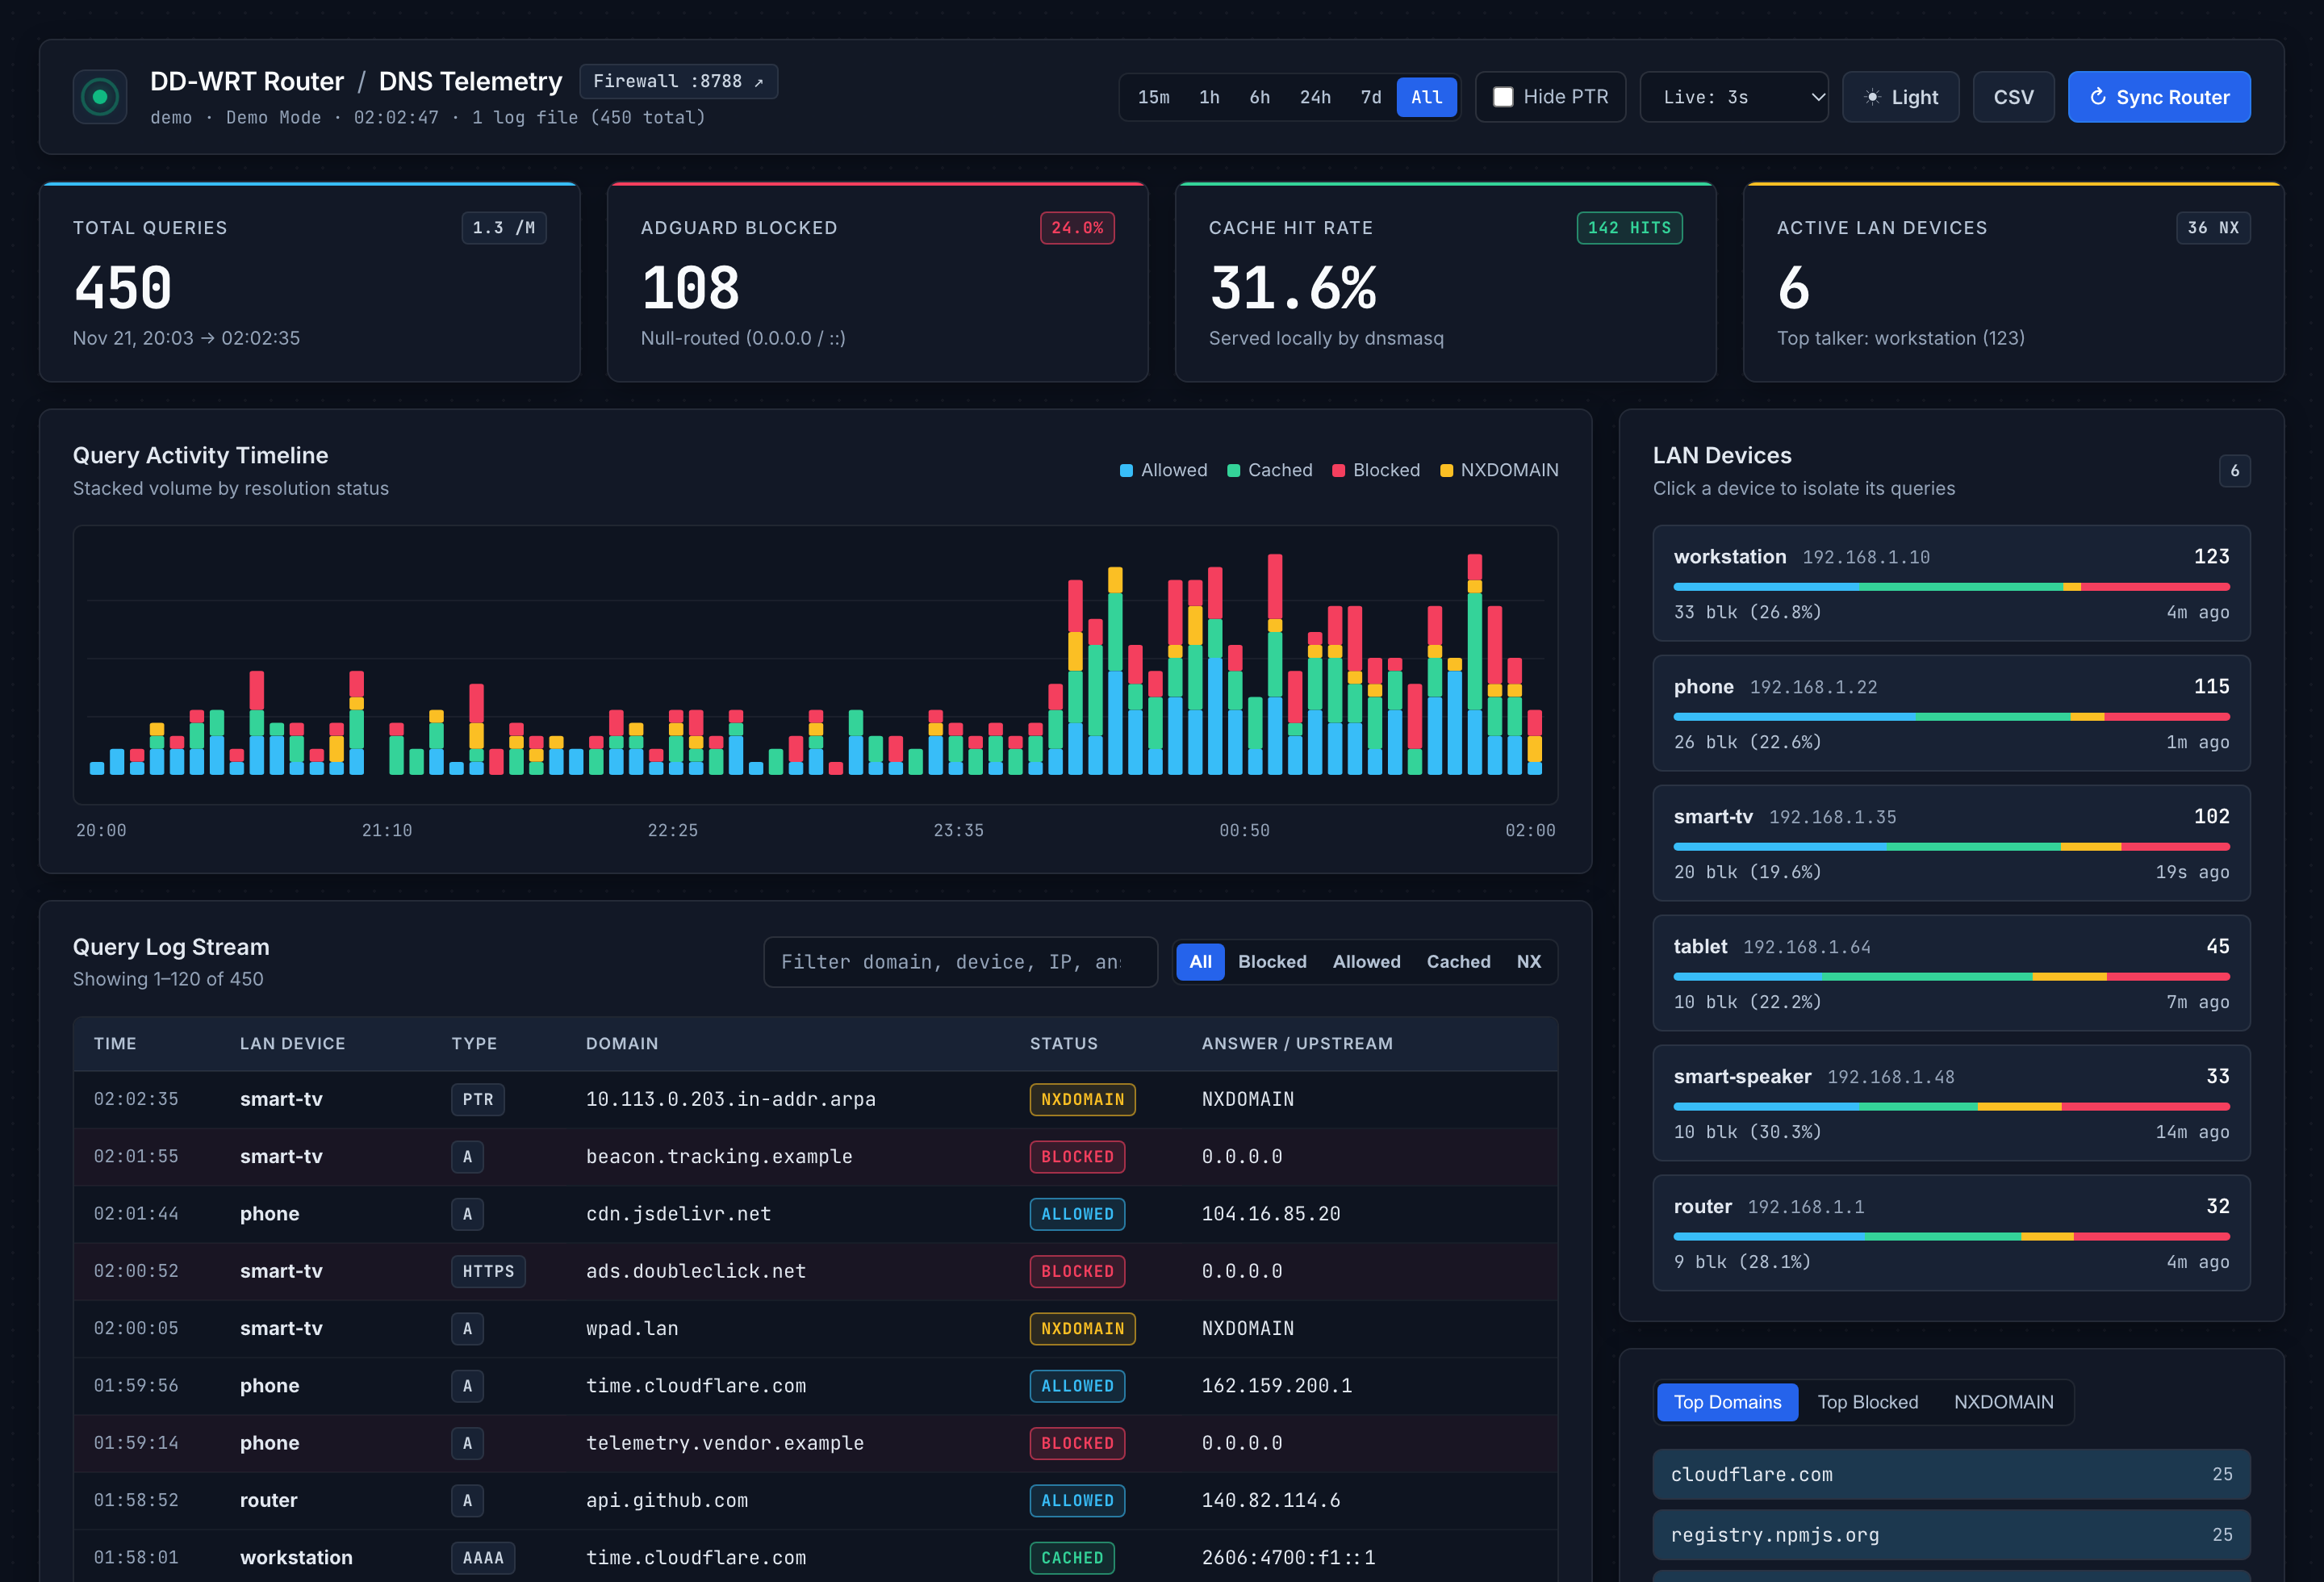 DD-WRT Router / DNS Telemetry Firewall :8788 ↗
demo · Demo Mode · 02:02:47 · 1 log file (450 total)
15m 1h 6h 24h 7d All Hide PTR Live: 3s ☀ Light CSV ↻ Sync Router
TOTAL QUERIES 1.3 /M
450
Nov 21, 20:03 → 02:02:35
ADGUARD BLOCKED 24.0%
108
Null-routed (0.0.0.0 / ::)
CACHE HIT RATE 142 HITS
31.6%
Served locally by dnsmasq
ACTIVE LAN DEVICES 36 NX
6
Top talker: workstation (123)
Query Activity Timeline
Stacked volume by resolution status
Allowed Cached Blocked NXDOMAIN
20:00 21:10 22:25 23:35 00:50 02:00
Query Log Stream
Showing 1–120 of 450
Filter domain, device, IP, an
All Blocked Allowed Cached NX
TIME LAN DEVICE TYPE DOMAIN STATUS ANSWER / UPSTREAM
02:02:35 smart-tv PTR 10.113.0.203.in-addr.arpa NXDOMAIN NXDOMAIN
02:01:55 smart-tv A beacon.tracking.example BLOCKED 0.0.0.0
02:01:44 phone A cdn.jsdelivr.net ALLOWED 104.16.85.20
02:00:52 smart-tv HTTPS ads.doubleclick.net BLOCKED 0.0.0.0
02:00:05 smart-tv A wpad.lan NXDOMAIN NXDOMAIN
01:59:56 phone A time.cloudflare.com ALLOWED 162.159.200.1
01:59:14 phone A telemetry.vendor.example BLOCKED 0.0.0.0
01:58:52 router A api.github.com ALLOWED 140.82.114.6
01:58:01 workstation AAAA time.cloudflare.com CACHED 2606:4700:f1::1
LAN Devices
Click a device to isolate its queries
6
workstation 192.168.1.10 123
33 blk (26.8%) 4m ago
phone 192.168.1.22 115
26 blk (22.6%) 1m ago
smart-tv 192.168.1.35 102
20 blk (19.6%) 19s ago
tablet 192.168.1.64 45
10 blk (22.2%) 7m ago
smart-speaker 192.168.1.48 33
10 blk (30.3%) 14m ago
router 192.168.1.1 32
9 blk (28.1%) 4m ago
Top Domains Top Blocked NXDOMAIN
cloudflare.com 25
registry.npmjs.org 25